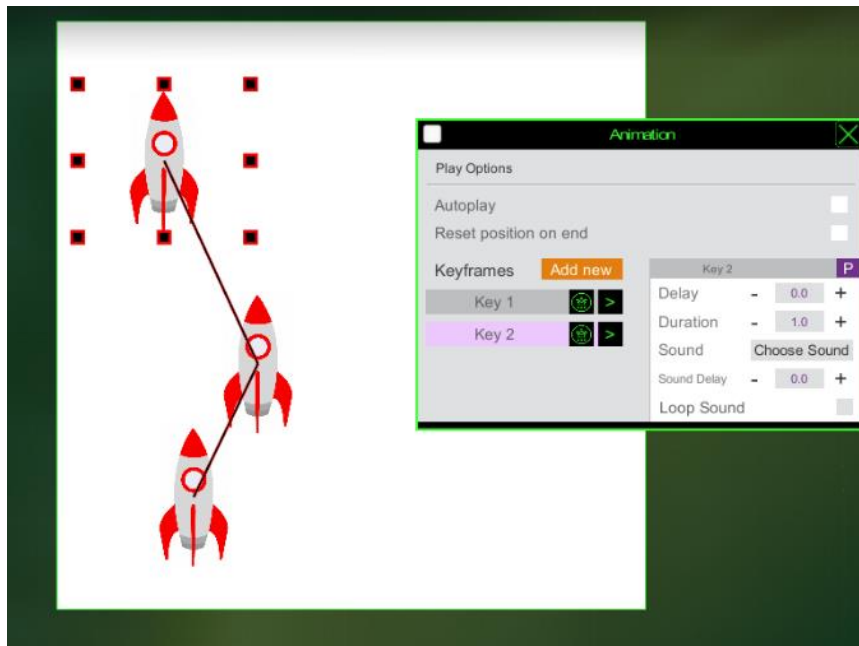 Animation
Play Options
Autoplay
Reset position on end
Keyframes Add new
Key 1 >
Key 2 >
Key 2 P
Delay - 0.0 +
Duration - 1.0 +
Sound Choose Sound
Sound Delay - 0.0 +
Loop Sound